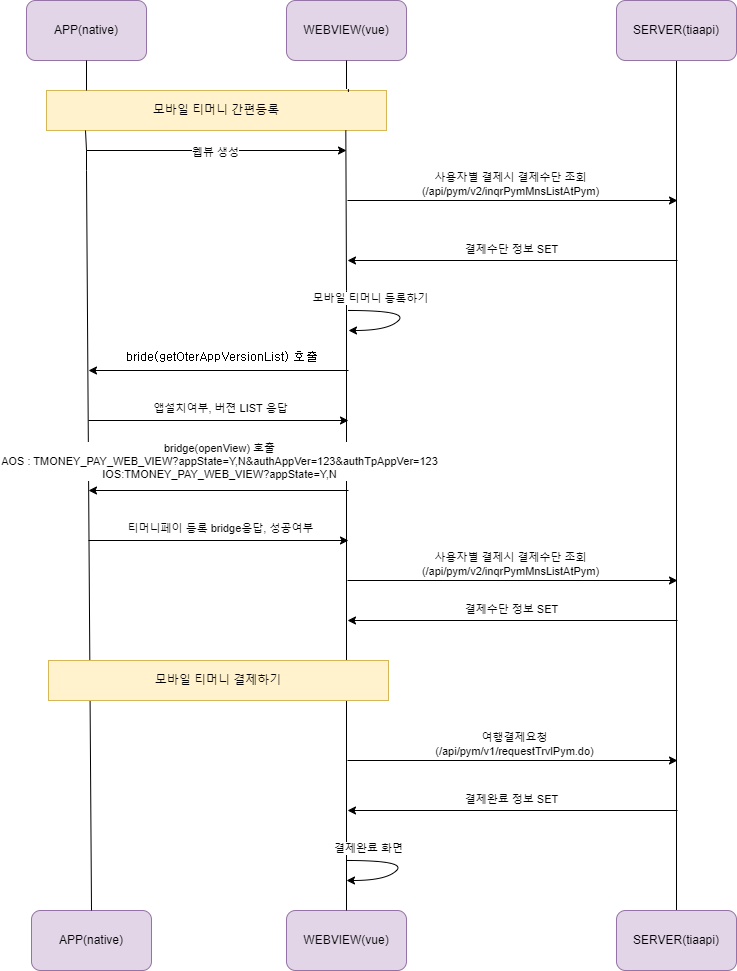 APP(native)
WEBVIEW(vue)
SERVER(tiaapi)
모바일 티머니 간편등록
웹뷰 생성
사용자별 결제시 결제수단 조회
(/api/pym/v2/inqrPymMnsListAtPym)
결제수단 정보 SET
모바일 티머니 등록하기
bride(getOterAppVersionList) 호출
앱설치여부, 버젼 LIST 응답
bridge(openView) 호출
AOS : TMONEY_PAY_WEB_VIEW?appState=Y,N&authAppVer=123&authTpAppVer=123
IOS:TMONEY_PAY_WEB_VIEW?appState=Y,N
티머니페이 등록 bridge응답, 성공여부
사용자별 결제시 결제수단 조회
(/api/pym/v2/inqrPymMnsListAtPym)
결제수단 정보 SET
모바일 티머니 결제하기
여행결제요청
(/api/pym/v1/requestTrvlPym.do)
결제완료 정보 SET
결제완료 화면
APP(native)
WEBVIEW(vue)
SERVER(tiaapi)